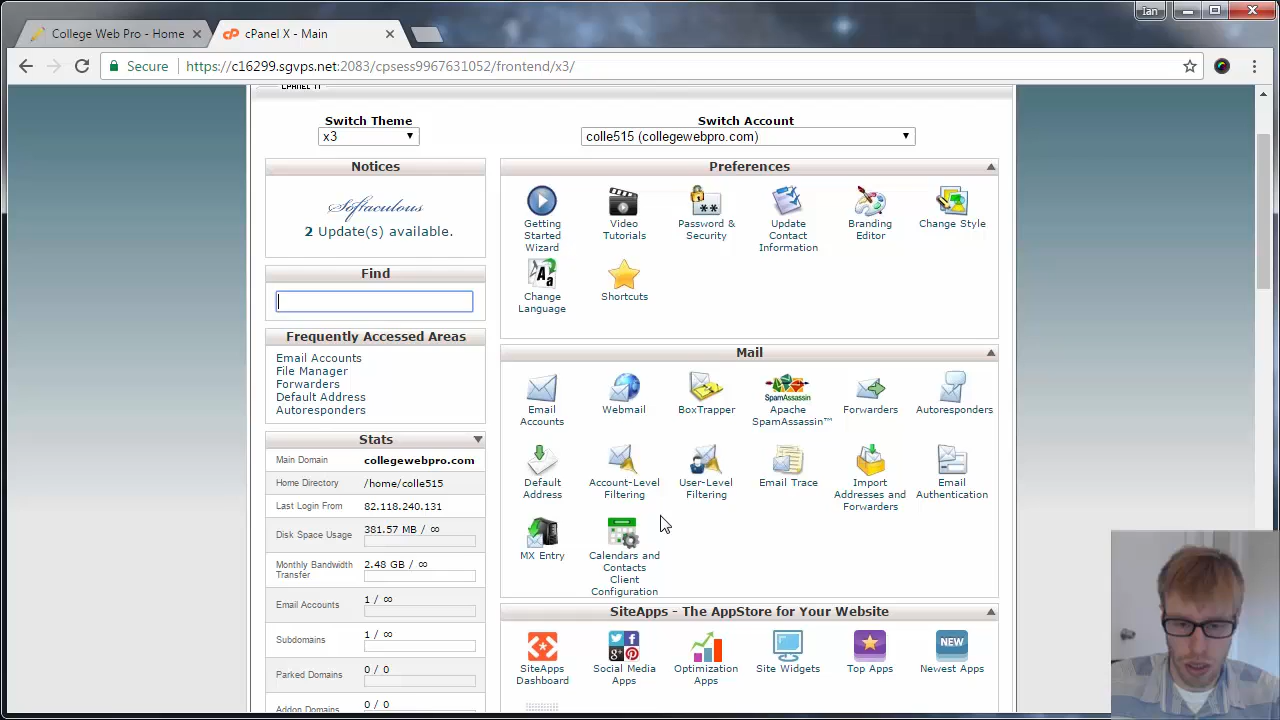 Ian
College Web Pro - Home
cPanel X - Main
Secure
https://c16299.sgvps.net:2083/cpsess9967631052/frontend/x3/
Switch Theme
x3
Switch Account
colle515 (collegewebpro.com)
Notices
Softaculous
2 Update(s) available.
Find
Frequently Accessed Areas
Email Accounts
File Manager
Forwarders
Default Address
Autoresponders
Stats
Main Domain
collegewebpro.com
Home Directory
/home/colle515
Last Login From
82.118.240.131
Disk Space Usage
381.57 MB / ∞
Monthly Bandwidth
Transfer
2.48 GB / ∞
Email Accounts
1 / ∞
Subdomains
1 / ∞
Parked Domains
0 / 0
Addon Domains
0 / 0
Preferences
Getting
Started
Wizard
Video
Tutorials
Password &
Security
Update
Contact
Information
Branding
Editor
Change Style
Change
Language
Shortcuts
Mail
Email
Accounts
Webmail
BoxTrapper
SpamAssassin
Apache
SpamAssassin™
Forwarders
Autoresponders
Default
Address
Account-Level
Filtering
User-Level
Filtering
Email Trace
Import
Addresses and
Forwarders
Email
Authentication
MX Entry
Calendars and
Contacts
Client
Configuration
SiteApps - The AppStore for Your Website
SiteApps
Dashboard
Social Media
Apps
Optimization
Apps
Site Widgets
Top Apps
NEW
Newest Apps